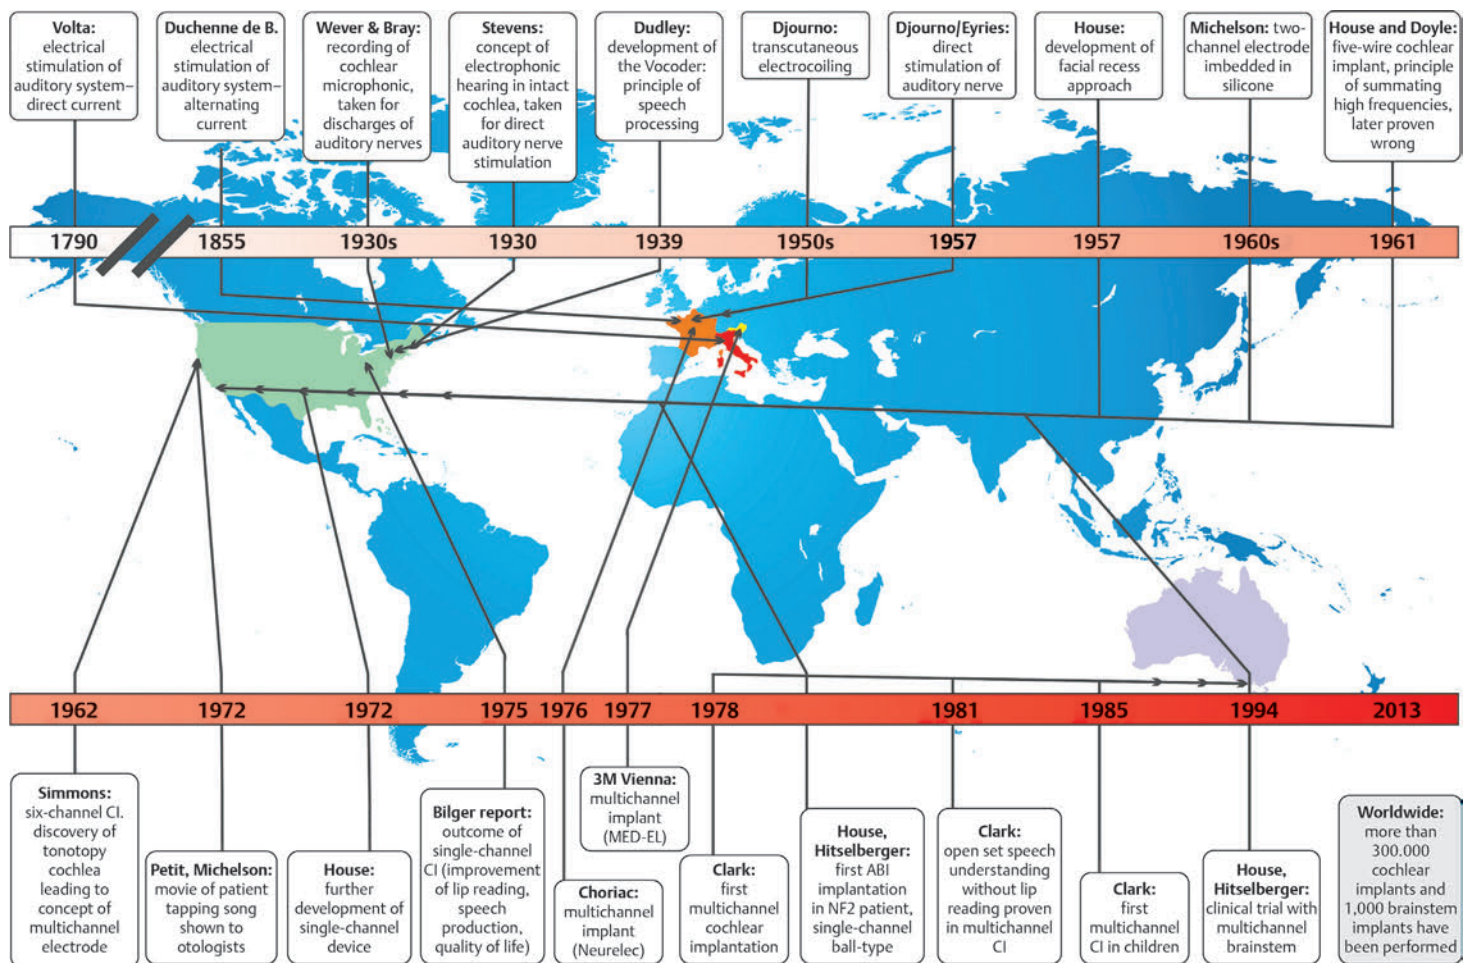 Volta:
electrical
stimulation of
auditory system–
direct current
Duchenne de B.
electrical
stimulation of
auditory system–
alternating
current
Wever & Bray:
recording of
cochlear
microphonic,
taken for
discharges of
auditory nerves
Stevens:
concept of
electrophonic
hearing in intact
cochlea, taken
for direct
auditory nerve
stimulation
Dudley:
development of
the Vocoder:
principle of
speech
processing
Djourno:
transcutaneous
electrocoiling
Djourno/Eyries:
direct
stimulation of
auditory nerve
House:
development of
facial recess
approach
Michelson: two-
channel electrode
imbedded in
silicone
House and Doyle:
five-wire cochlear
implant, principle
of summating
high frequencies,
later proven
wrong
1790
1855
1930s
1930
1939
1950s
1957
1957
1960s
1961
1962
1972
1972
1975
1976
1977
1978
1981
1985
1994
2013
Simmons:
six-channel CI.
discovery of
tonotopy
cochlea
leading to
concept of
multichannel
electrode
Petit, Michelson:
movie of patient
tapping song
shown to
otologists
House:
further
development of
single-channel
device
Bilger report:
outcome of
single-channel
CI (improvement
of lip reading,
speech
production,
quality of life)
Choriac:
multichannel
implant
(Neurelec)
3M Vienna:
multichannel
implant
(MED-EL)
Clark:
first
multichannel
cochlear
implantation
House,
Hitselberger:
first ABI
implantation
in NF2 patient,
single-channel
ball-type
Clark:
open set speech
understanding
without lip
reading proven
in multichannel
CI
Clark:
first
multichannel
CI in children
House,
Hitselberger:
clinical trial with
multichannel
brainstem
Worldwide:
more than
300.000
cochlear
implants and
1,000 brainstem
implants have
been performed